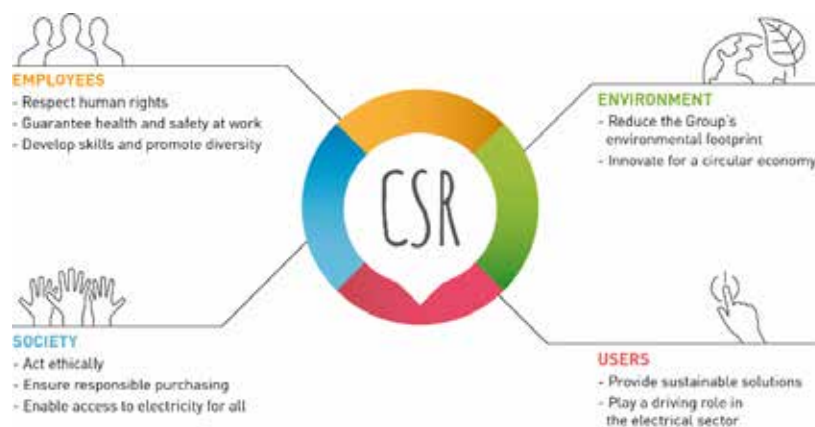 EMPLOYEES
- Respect human rights
- Guarantee health and safety at work
- Develop skills and promote diversity
ENVIRONMENT
- Reduce the Group's
environmental footprint
- Innovate for a circular economy
CSR
SOCIETY
- Act ethically
- Ensure responsible purchasing
- Enable access to electricity for all
USERS
- Provide sustainable solutions
- Play a driving role in
the electrical sector